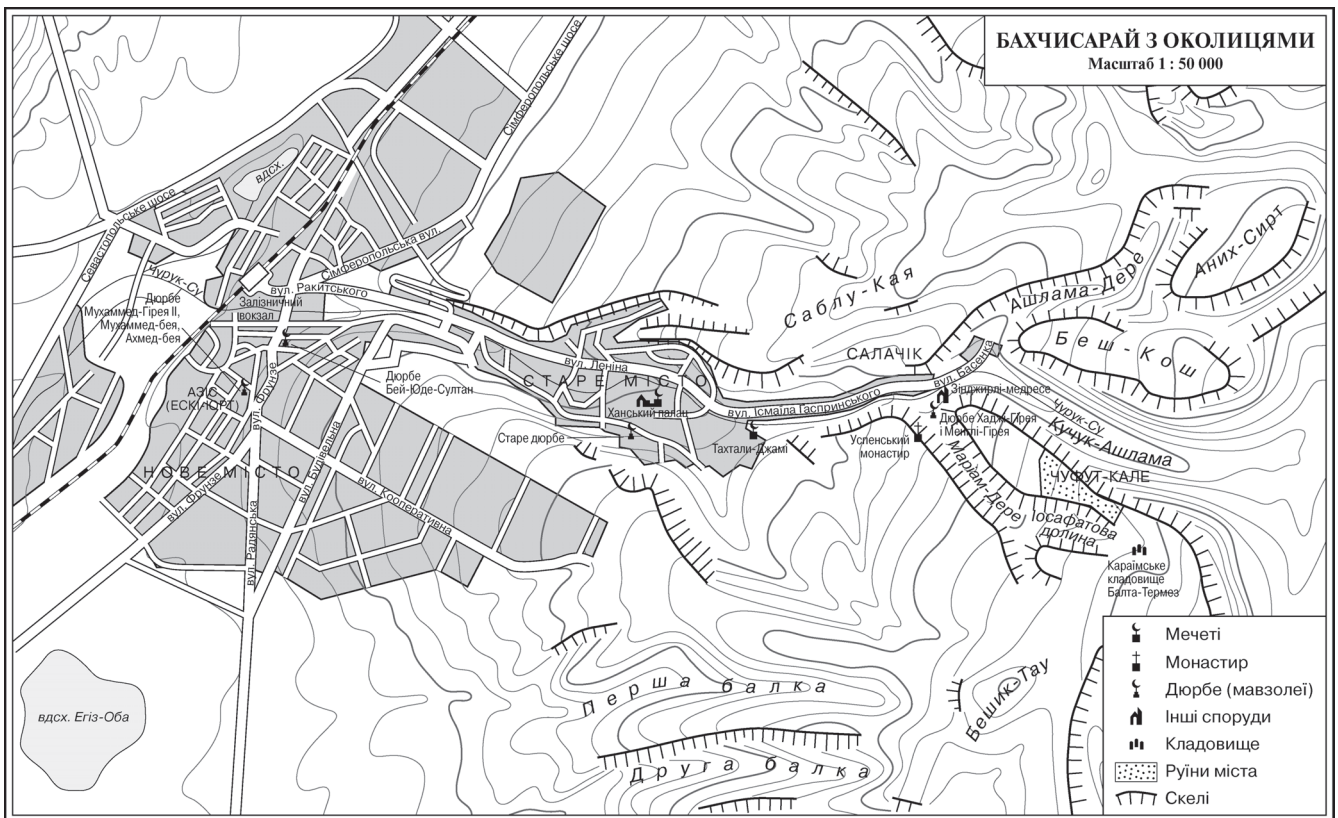 БАХЧИСАРАЙ З ОКОЛИЦЯМИ
Масштаб 1 : 50 000
Сімферопольське шосе
Севастопольське шосе
вдсх.
Чурук-Су
Сімферопольська вул.
вул. Ракитського
Залізничний
вокзал
Дюрбе
Мухаммед-Гірея II,
Мухаммед-бея,
Ахмед-бея
АЗІС
(ЕСКІ-ЮРТ)
вул. Фрунзе
Дюрбе
Бей-Юде-Султан
НОВЕ МІСТО
вул. Фрунзе
вул. Радянська
вул. Будівельна
вул. Кооперативна
СТАРЕ МІСТО
вул. Леніна
Ханський палац
Старе дюрбе
Тахтали-Джамі
вул. Ісмаїла Гаспринського
вул. Басенка
САЛАЧІК
Саблу-Кая
Ашлама-Дере
Аних-Сирт
Беш-Кош
Зінджирлі-медресе
Дюрбе Хаджі-Гірея
і Менглі-Гірея
Успенський
монастир
Чурук-Су
Кучук-Ашлама
Маріам-Дере
ЧУФУТ-КАЛЕ
Іосафатова
долина
Караїмське
кладовище
Балта-Термез
Бешик-Тау
Перша балка
Друга балка
вдсх. Егіз-Оба
Мечеті
Монастир
Дюрбе (мавзолеї)
Інші споруди
Кладовище
Руїни міста
Скелі